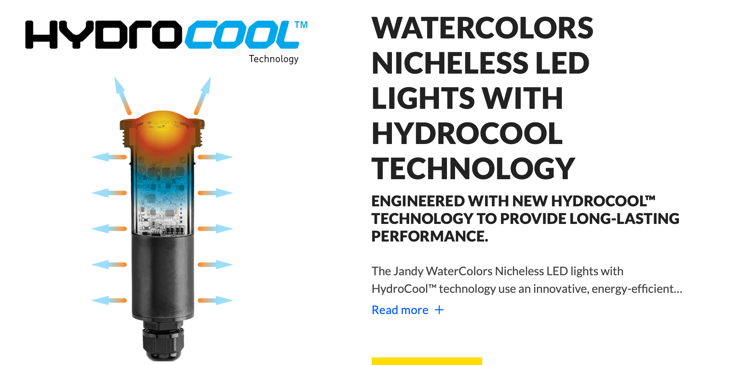 HYDROCOOL™
Technology
WATERCOLORS
NICHELESS LED
LIGHTS WITH
HYDROCOOL
TECHNOLOGY
ENGINEERED WITH NEW HYDROCOOL™
TECHNOLOGY TO PROVIDE LONG-LASTING
PERFORMANCE.
The Jandy WaterColors Nicheless LED lights with
HydroCool™ technology use an innovative, energy-efficient...
Read more +